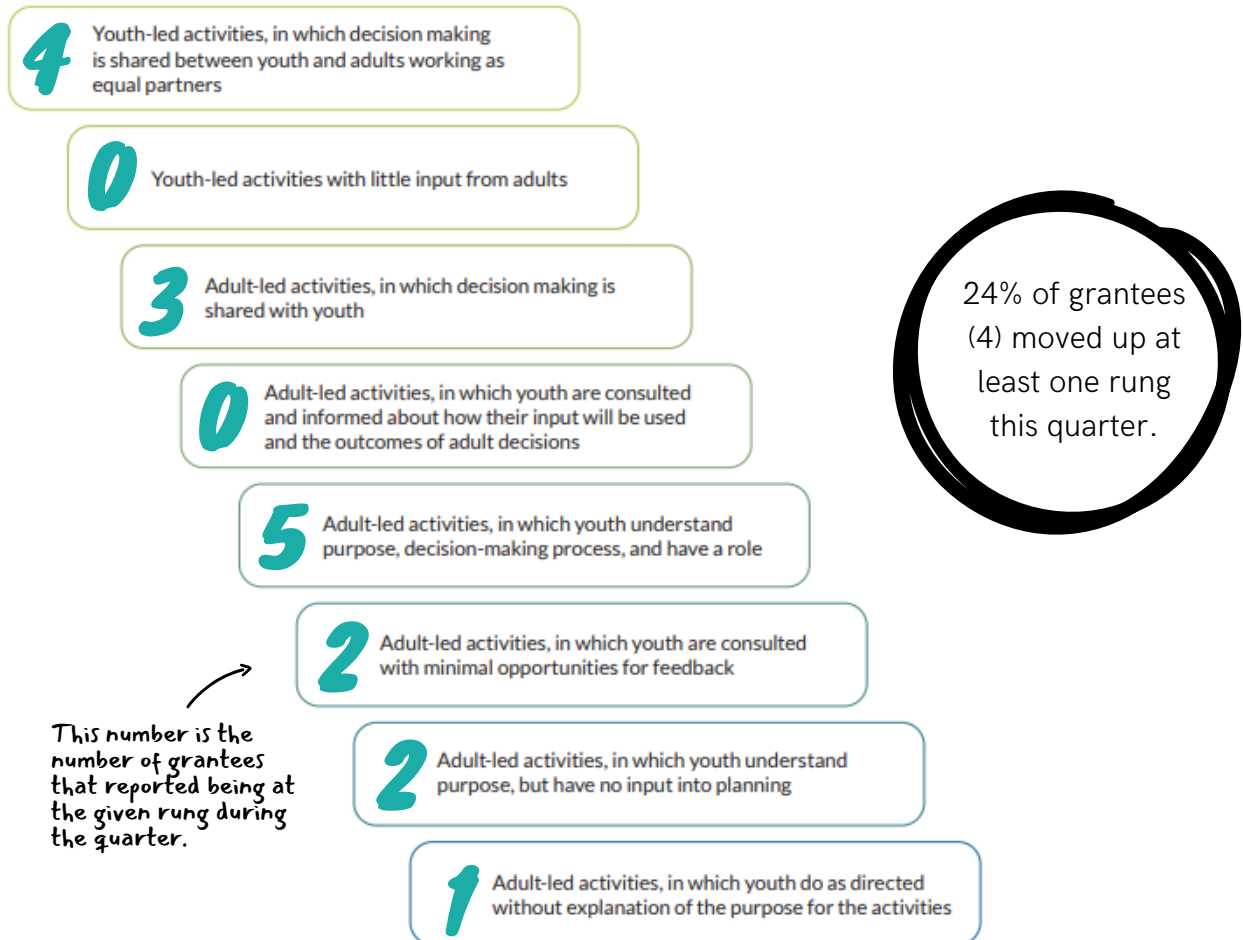 4
Youth-led activities, in which decision making
is shared between youth and adults working as
equal partners
0
Youth-led activities with little input from adults
3
Adult-led activities, in which decision making is
shared with youth
0
Adult-led activities, in which youth are consulted
and informed about how their input will be used
and the outcomes of adult decisions
5
Adult-led activities, in which youth understand
purpose, decision-making process, and have a role
2
Adult-led activities, in which youth are consulted
with minimal opportunities for feedback
2
Adult-led activities, in which youth understand
purpose, but have no input into planning
1
Adult-led activities, in which youth do as directed
without explanation of the purpose for the activities
24% of grantees
(4) moved up at
least one rung
this quarter.
This number is the
number of grantees
that reported being at
the given rung during
the quarter.